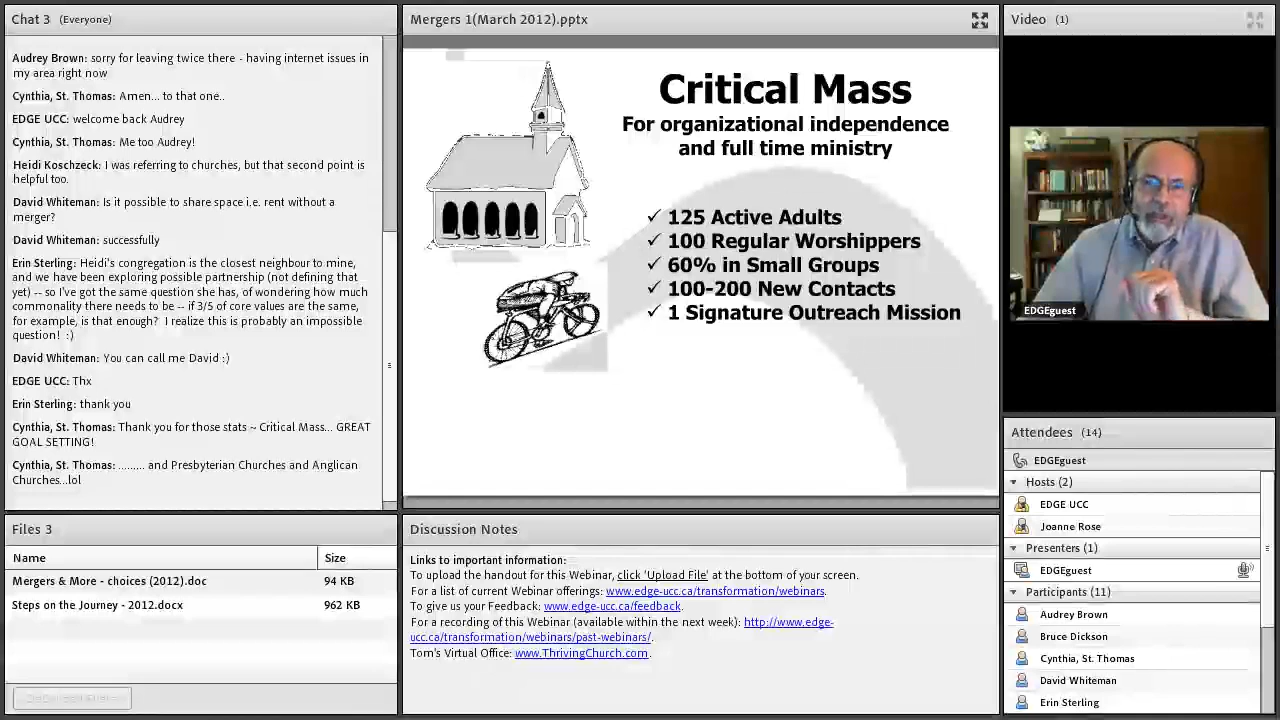 Chat 3 (Everyone)
Audrey Brown: sorry for leaving twice there - having internet issues in
my area right now
Cynthia, St. Thomas: Amen... to that one..
EDGE UCC: welcome back Audrey
Cynthia, St. Thomas: Me too Audrey!
Heidi Koschzeck: I was referring to churches, but that second point is
helpful too.
David Whiteman: Is it possible to share space i.e. rent without a
merger?
David Whiteman: successfully
Erin Sterling: Heidi's congregation is the closest neighbour to mine,
and we have been exploring possible partnership (not defining that
yet) -- so I've got the same question she has, of wondering how much
commonality there needs to be -- if 3/5 of core values are the same,
for example, is that enough? I realize this is probably an impossible
question! :)
David Whiteman: You can call me David :)
EDGE UCC: Thx
Erin Sterling: thank you
Cynthia, St. Thomas: Thank you for those stats ~ Critical Mass... GREAT
GOAL SETTING!
Cynthia, St. Thomas: ......... and Presbyterian Churches and Anglican
Churches...lol
Files 3
Name Size
Mergers & More - choices (2012).doc 94 KB
Steps on the Journey - 2012.docx 962 KB
Mergers 1(March 2012).pptx
Critical Mass
For organizational independence
and full time ministry
✓ 125 Active Adults
✓ 100 Regular Worshippers
✓ 60% in Small Groups
✓ 100-200 New Contacts
✓ 1 Signature Outreach Mission
Discussion Notes
Links to important information:
To upload the handout for this Webinar, click 'Upload File' at the bottom of your screen.
For a list of current Webinar offerings: www.edge-ucc.ca/transformation/webinars.
To give us your Feedback: www.edge-ucc.ca/feedback.
For a recording of this Webinar (available within the next week): http://www.edge-
ucc.ca/transformation/webinars/past-webinars/.
Tom's Virtual Office: www.ThrivingChurch.com.
Video (1)
EDGEguest
Attendees (14)
EDGEguest
Hosts (2)
EDGE UCC
Joanne Rose
Presenters (1)
EDGEguest
Participants (11)
Audrey Brown
Bruce Dickson
Cynthia, St. Thomas
David Whiteman
Erin Sterling